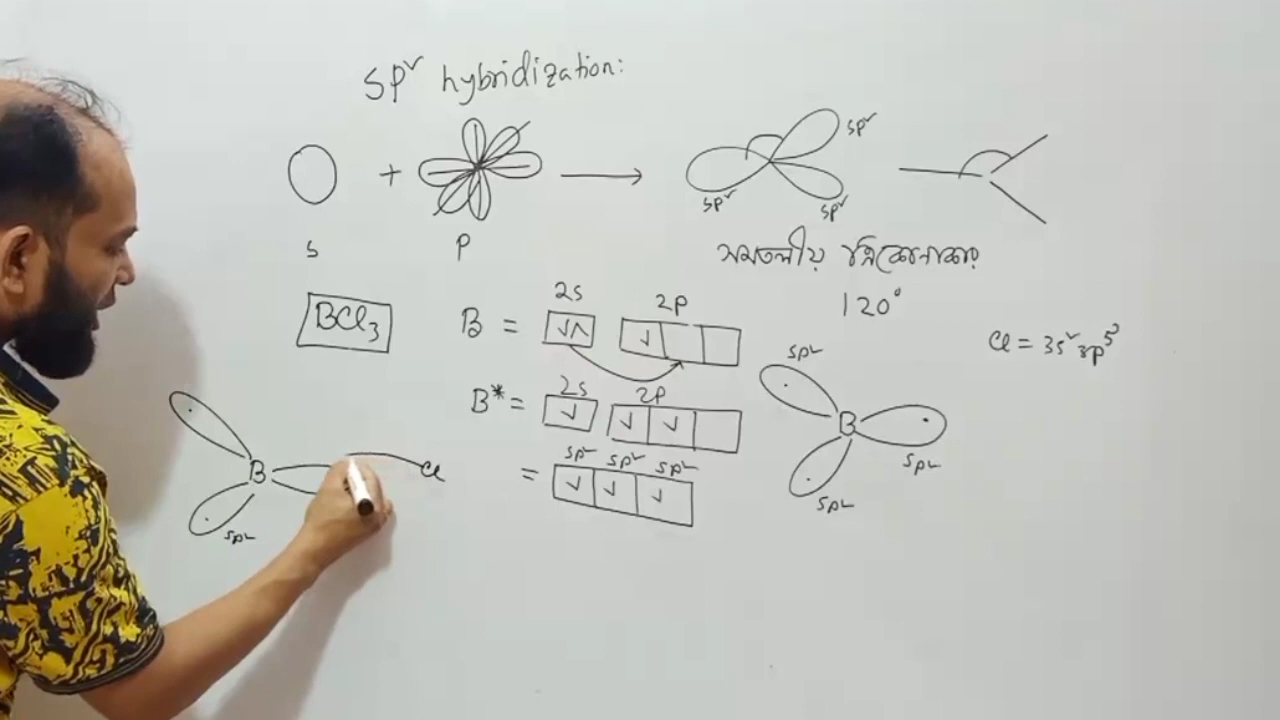 sp² hybridization:
+ → sp² sp² sp²
s p
সমতলীয় ত্রিকোনাকার
120°
BCl₃
2s 2p
B =
Cl = 3s² 3p⁵
2s 2p
B* =
sp² sp² sp²
=
sp²
B
sp²
sp²
B Cl
sp²